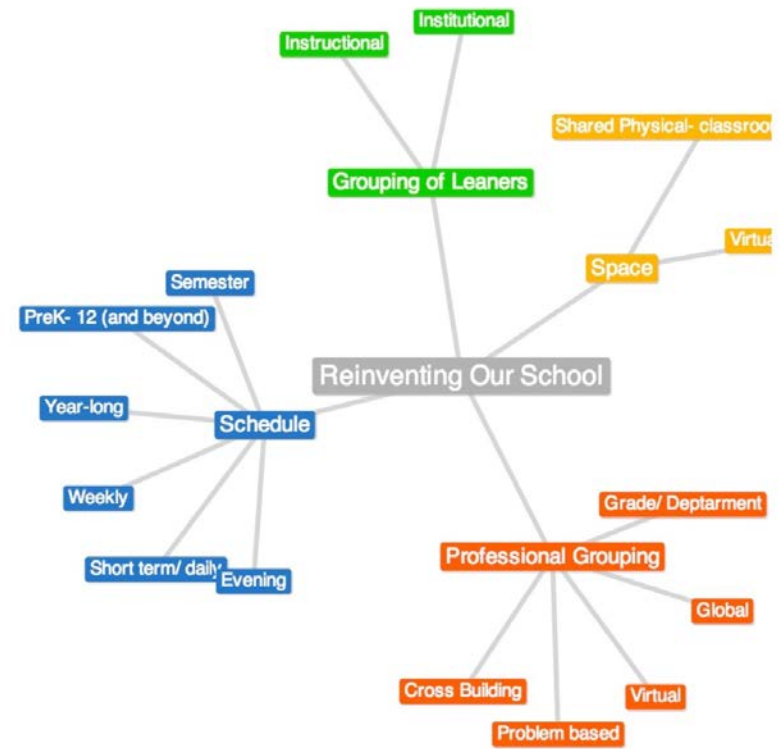 Institutional
Instructional
Shared Physical- classroo
Grouping of Leaners
Virtua
Space
Semester
PreK- 12 (and beyond)
Reinventing Our School
Year-long
Schedule
Weekly
Grade/ Deptarment
Professional Grouping
Short term/ daily
Evening
Global
Cross Building
Virtual
Problem based